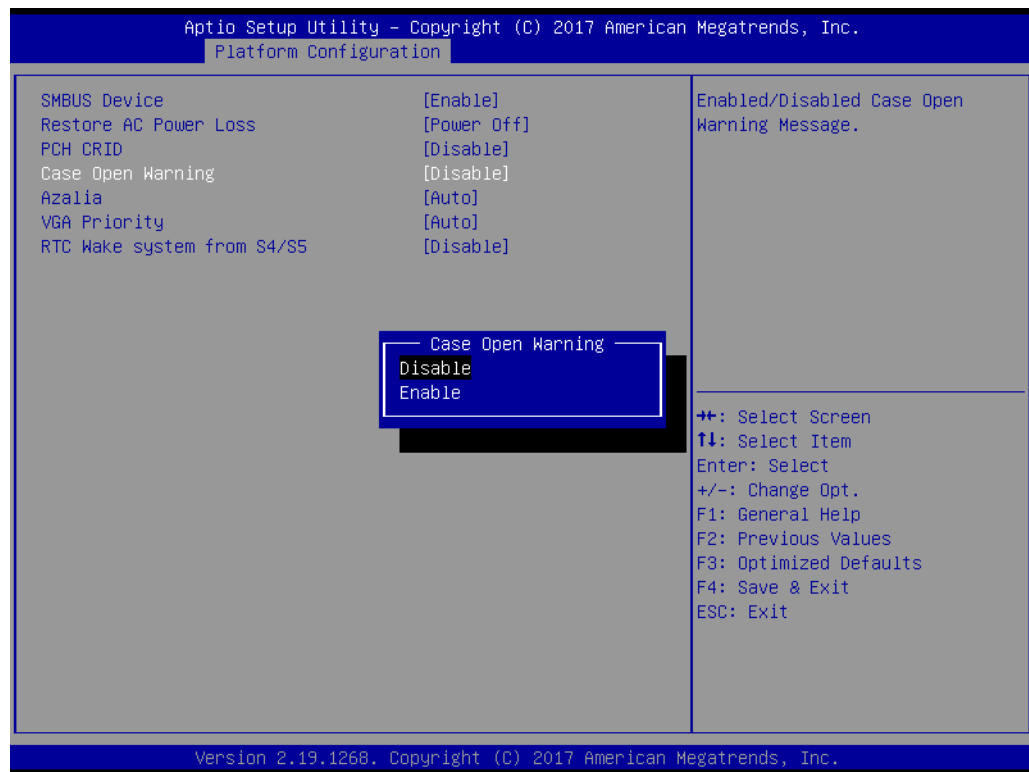 Aptio Setup Utility – Copyright (C) 2017 American Megatrends, Inc.
Platform Configuration
SMBUS Device [Enable]
Restore AC Power Loss [Power Off]
PCH CRID [Disable]
Case Open Warning [Disable]
Azalia [Auto]
VGA Priority [Auto]
RTC Wake system from S4/S5 [Disable]
Case Open Warning
Disable
Enable
Enabled/Disabled Case Open
Warning Message.
→←: Select Screen
↑↓: Select Item
Enter: Select
+/-: Change Opt.
F1: General Help
F2: Previous Values
F3: Optimized Defaults
F4: Save & Exit
ESC: Exit
Version 2.19.1268. Copyright (C) 2017 American Megatrends, Inc.